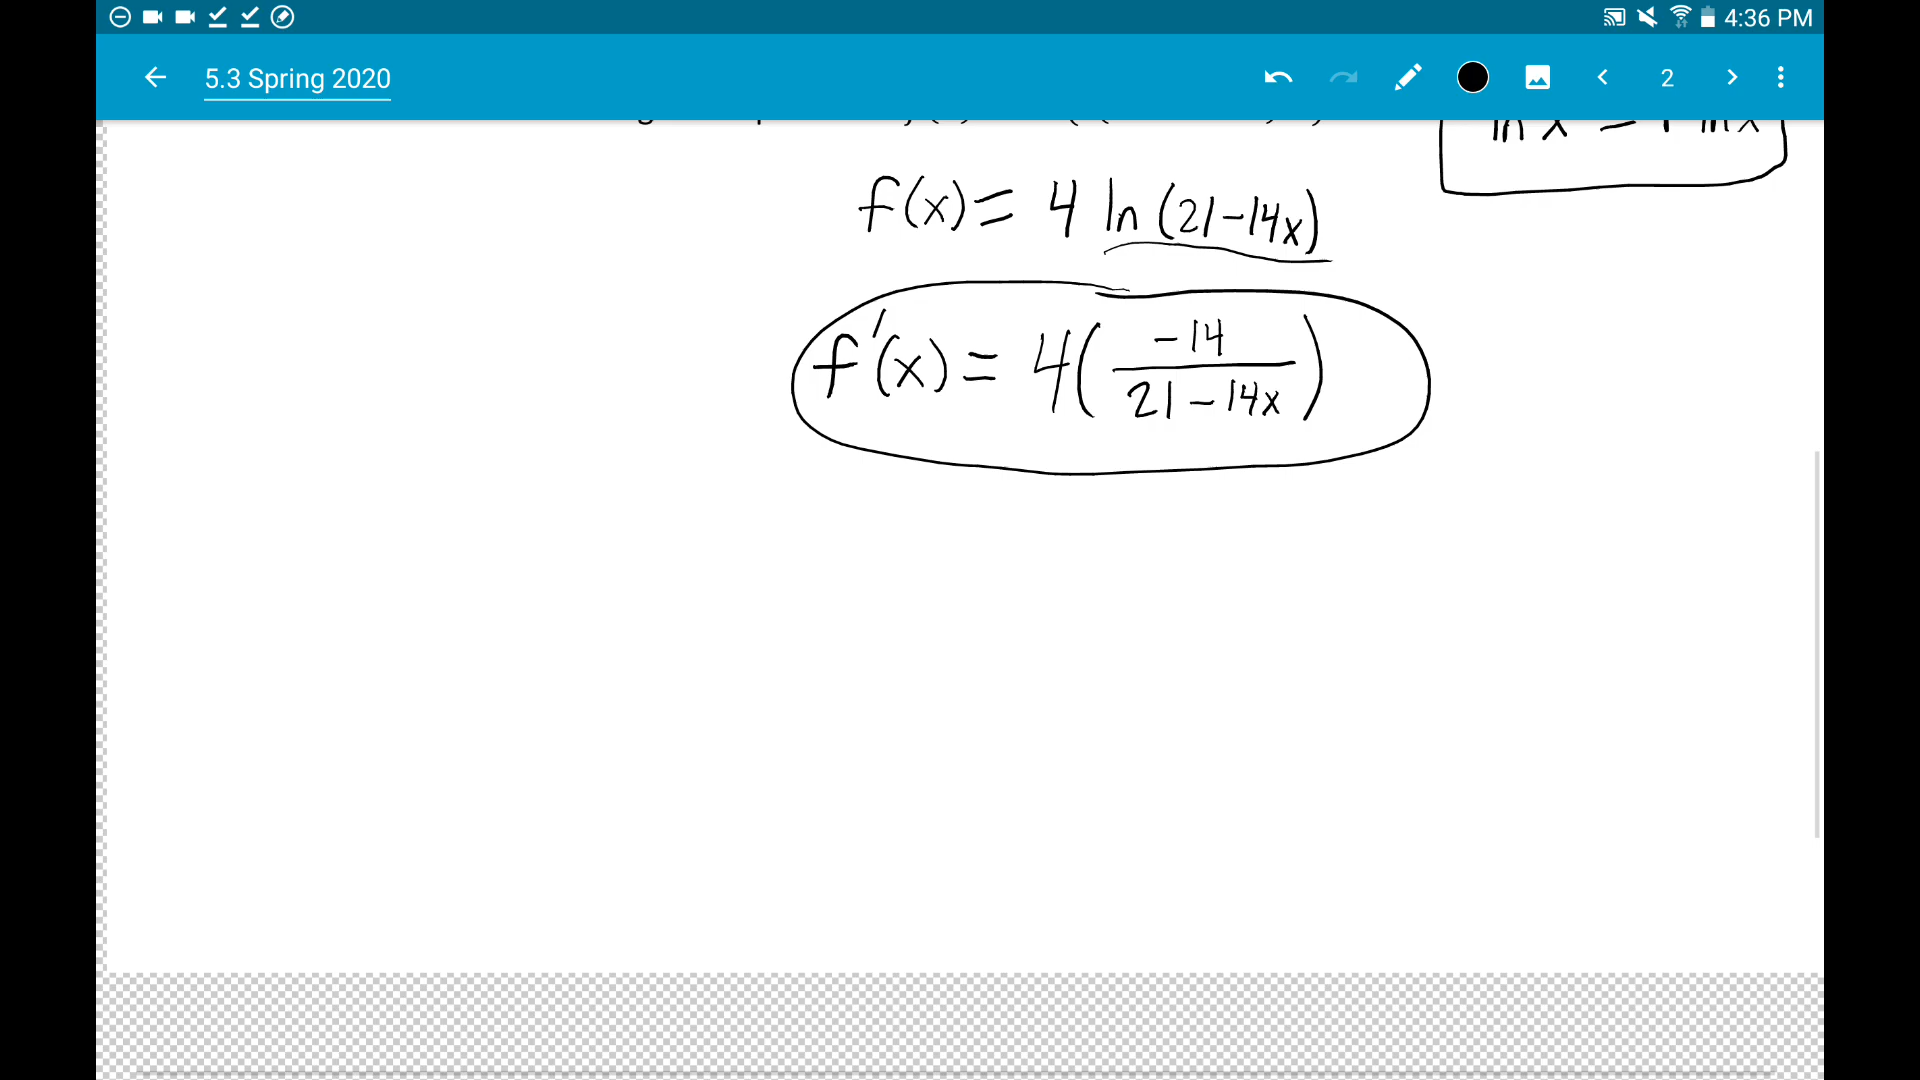 4:36 PM
5.3 Spring 2020
2
f(x) = 4 ln (21-14x)
f'(x) = 4( -14 / 21-14x )